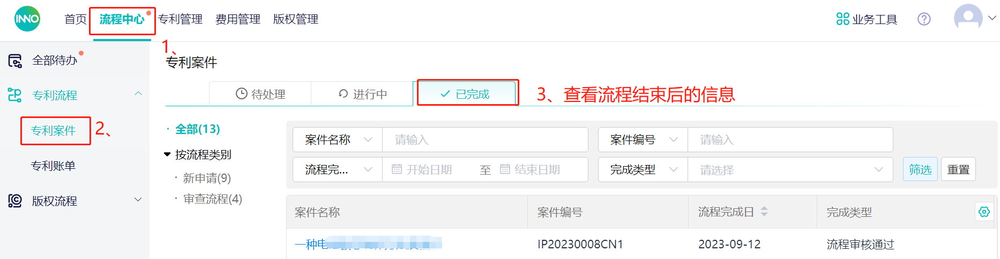 INNO
首页 流程中心 专利管理 费用管理 版权管理
业务工具
1、
全部待办
专利流程
专利案件
2、
专利账单
版权流程
专利案件
待处理 进行中 已完成
3、查看流程结束后的信息
· 全部(13)
按流程类别
· 新申请(9)
· 审查流程(4)
案件名称 请输入 案件编号 请输入
流程完... 开始日期 至 结束日期 完成类型 请选择 筛选 重置
案件名称 案件编号 流程完成日 完成类型
一种电 IP20230008CN1 2023-09-12 流程审核通过